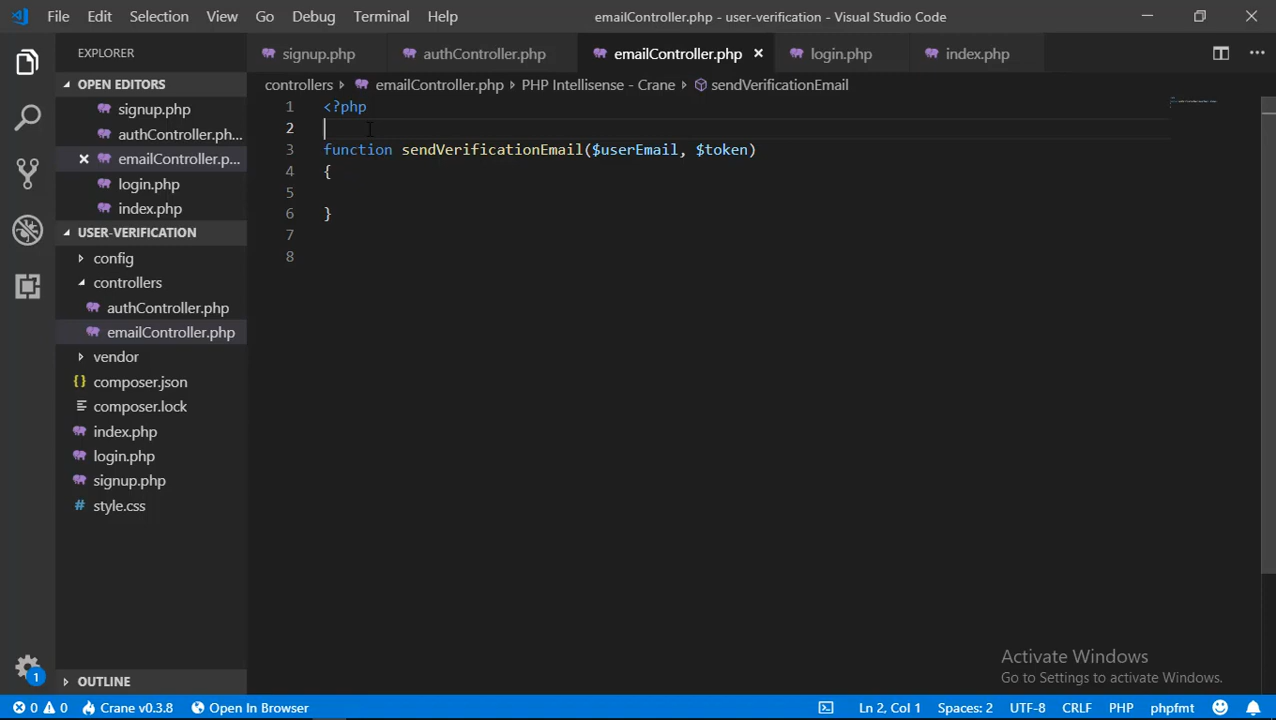 File Edit Selection View Go Debug Terminal Help emailController.php - user-verification - Visual Studio Code
EXPLORER
signup.php authController.php emailController.php login.php index.php
OPEN EDITORS
signup.php
authController.ph...
emailController.p...
login.php
index.php
USER-VERIFICATION
config
controllers
authController.php
emailController.php
vendor
composer.json
composer.lock
index.php
login.php
signup.php
style.css
OUTLINE
controllers emailController.php PHP Intellisense - Crane sendVerificationEmail
1 <?php
2
3 function sendVerificationEmail($userEmail, $token)
4 {
5
6 }
7
8
Activate Windows
Go to Settings to activate Windows.
1
0 0 Crane v0.3.8 Open In Browser Ln 2, Col 1 Spaces: 2 UTF-8 CRLF PHP phpfmt